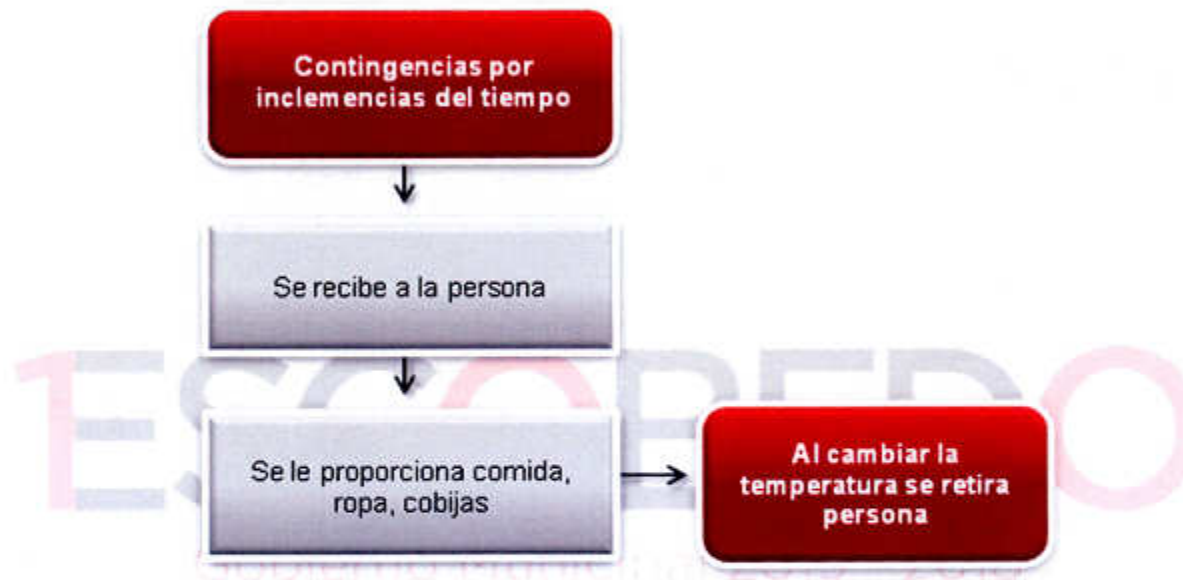 Contingencias por
inclemencias del tiempo
Se recibe a la persona
Se le proporciona comida,
ropa, cobijas
Al cambiar la
temperatura se retira
persona
1ESCOBEDO